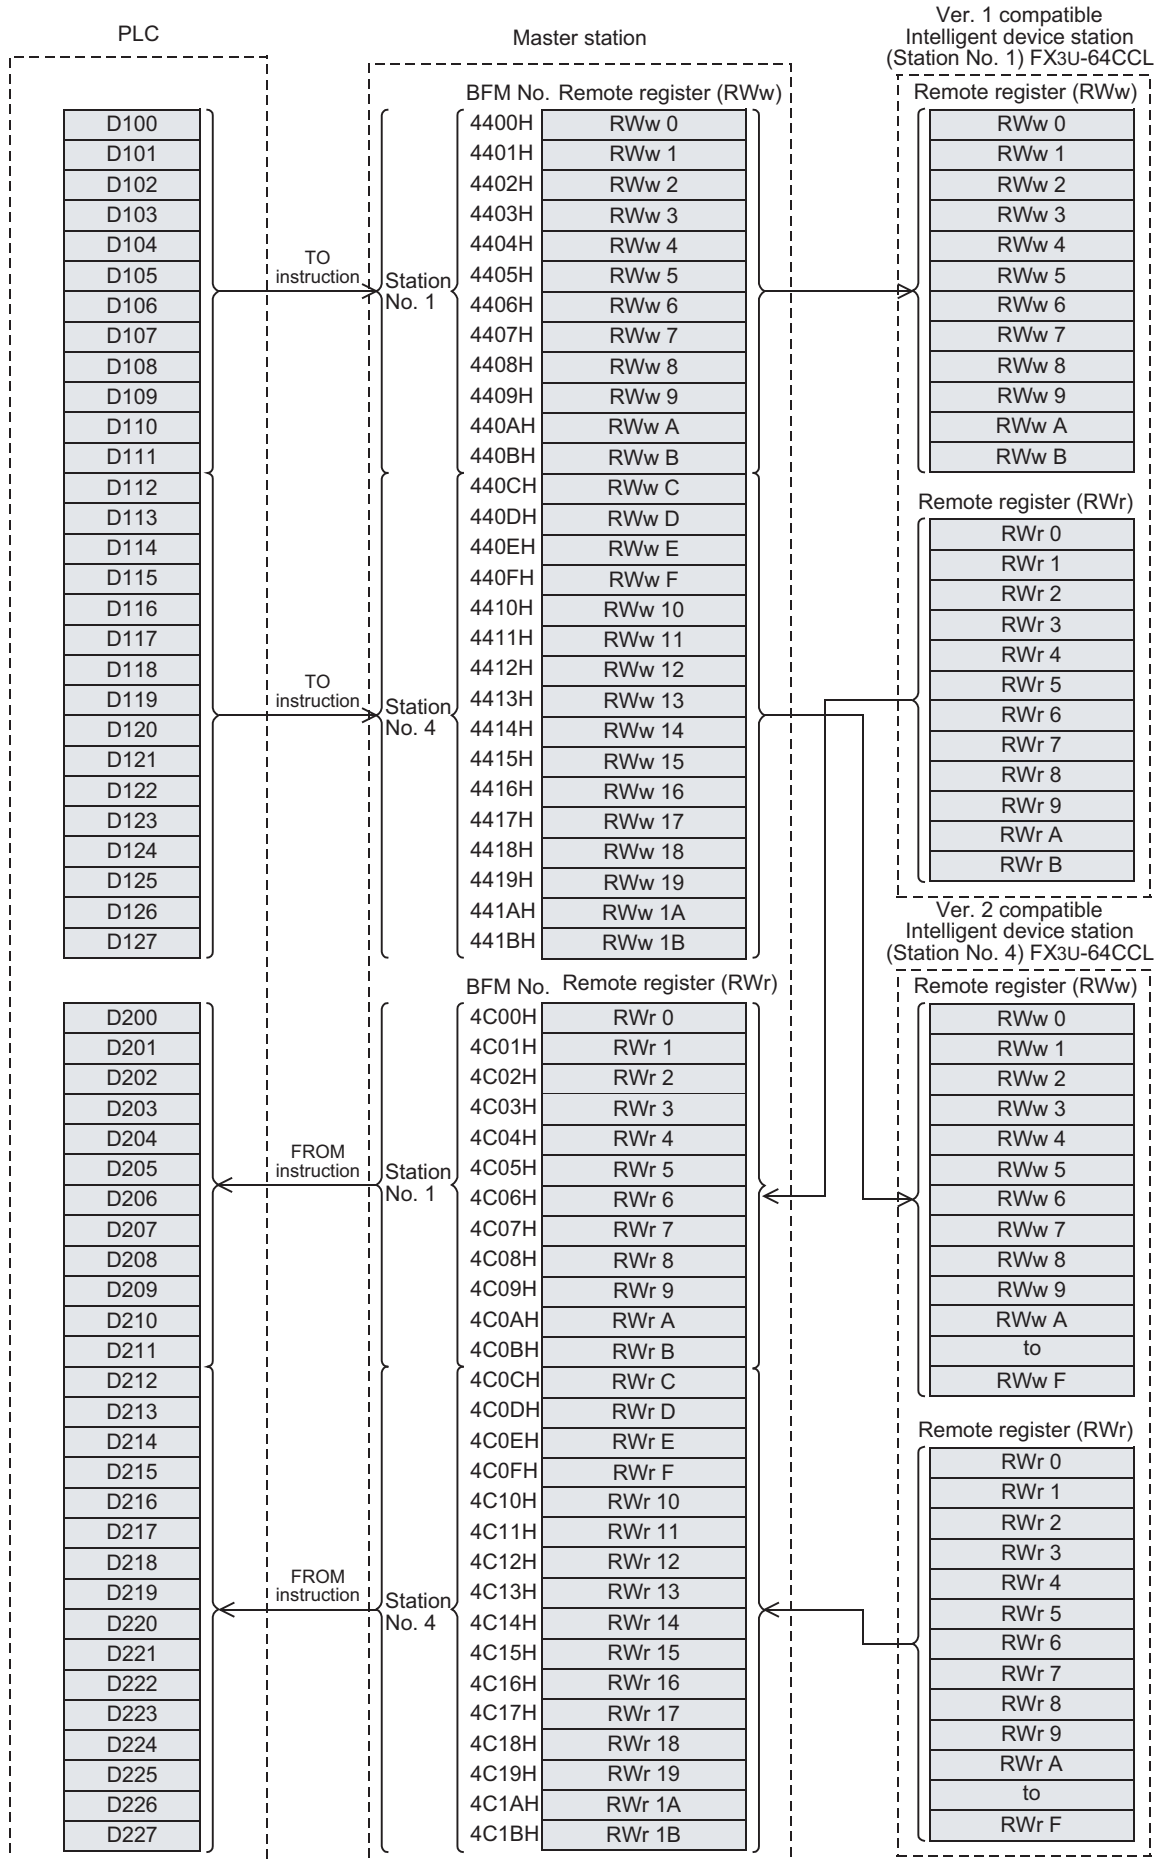 PLC
Master station
Ver. 1 compatible
Intelligent device station
(Station No. 1) FX3U-64CCL
BFM No. Remote register (RWw)
Remote register (RWw)
D100 4400H RWw 0 RWw 0
D101 4401H RWw 1 RWw 1
D102 4402H RWw 2 RWw 2
D103 4403H RWw 3 RWw 3
D104 4404H RWw 4 RWw 4
D105 4405H RWw 5 RWw 5
D106 4406H RWw 6 RWw 6
D107 4407H RWw 7 RWw 7
D108 4408H RWw 8 RWw 8
D109 4409H RWw 9 RWw 9
D110 440AH RWw A RWw A
D111 440BH RWw B RWw B
TO
instruction
Station
No. 1
D112 440CH RWw C
D113 440DH RWw D
D114 440EH RWw E
D115 440FH RWw F
D116 4410H RWw 10
D117 4411H RWw 11
D118 4412H RWw 12
D119 4413H RWw 13
D120 4414H RWw 14
D121 4415H RWw 15
D122 4416H RWw 16
D123 4417H RWw 17
D124 4418H RWw 18
D125 4419H RWw 19
D126 441AH RWw 1A
D127 441BH RWw 1B
TO
instruction
Station
No. 4
Remote register (RWr)
RWr 0
RWr 1
RWr 2
RWr 3
RWr 4
RWr 5
RWr 6
RWr 7
RWr 8
RWr 9
RWr A
RWr B
Ver. 2 compatible
Intelligent device station
(Station No. 4) FX3U-64CCL
BFM No. Remote register (RWr)
Remote register (RWw)
D200 4C00H RWr 0 RWw 0
D201 4C01H RWr 1 RWw 1
D202 4C02H RWr 2 RWw 2
D203 4C03H RWr 3 RWw 3
D204 4C04H RWr 4 RWw 4
D205 4C05H RWr 5 RWw 5
D206 4C06H RWr 6 RWw 6
D207 4C07H RWr 7 RWw 7
D208 4C08H RWr 8 RWw 8
D209 4C09H RWr 9 RWw 9
D210 4C0AH RWr A RWw A
D211 4C0BH RWr B to
D212 4C0CH RWr C RWw F
FROM
instruction
Station
No. 1
D213 4C0DH RWr D
D214 4C0EH RWr E
Remote register (RWr)
D215 4C0FH RWr F RWr 0
D216 4C10H RWr 10 RWr 1
D217 4C11H RWr 11 RWr 2
D218 4C12H RWr 12 RWr 3
D219 4C13H RWr 13 RWr 4
D220 4C14H RWr 14 RWr 5
D221 4C15H RWr 15 RWr 6
D222 4C16H RWr 16 RWr 7
D223 4C17H RWr 17 RWr 8
D224 4C18H RWr 18 RWr 9
D225 4C19H RWr 19 RWr A
D226 4C1AH RWr 1A to
D227 4C1BH RWr 1B RWr F
FROM
instruction
Station
No. 4